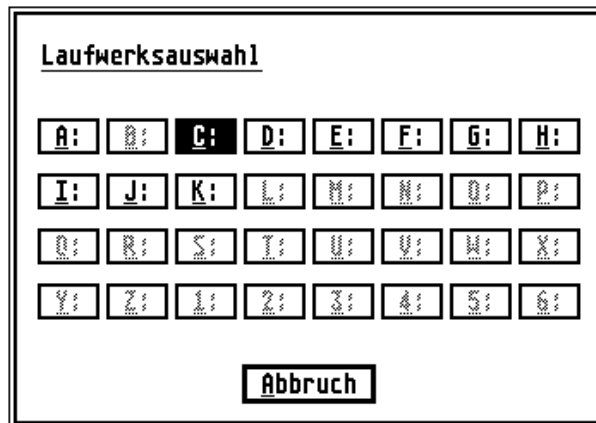 Laufwerksauswahl
A: B: C: D: E: F: G: H:
I: J: K: L: M: N: O: P:
Q: R: S: T: U: V: W: X:
Y: Z: 1: 2: 3: 4: 5: 6:
Abbruch